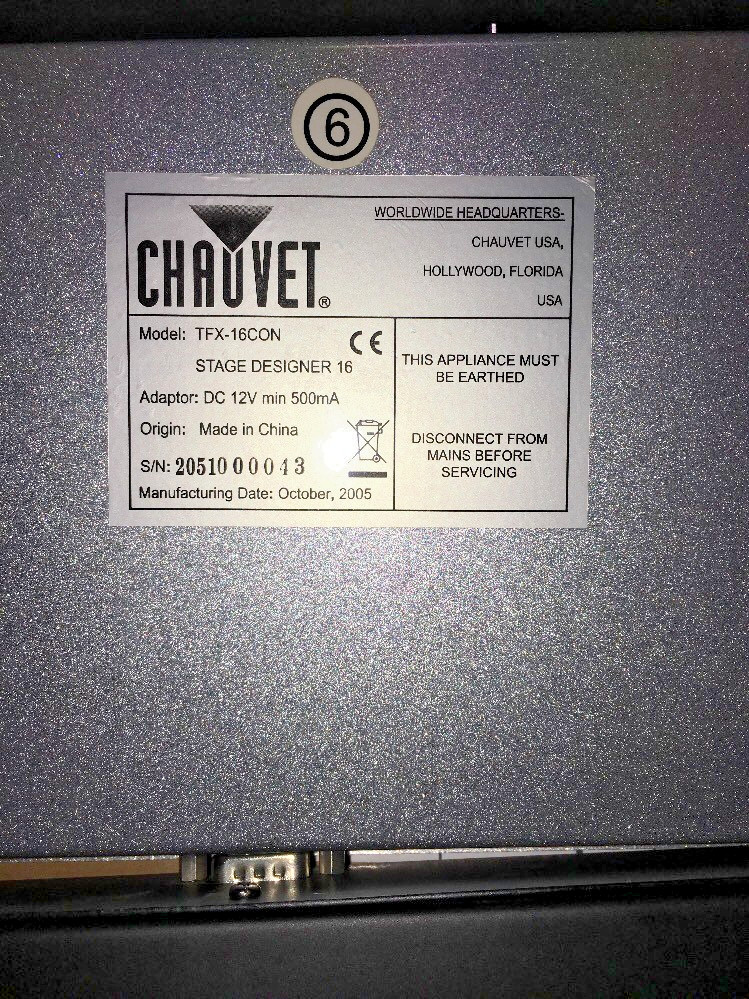 6
CHAUVET®
WORLDWIDE HEADQUARTERS-
CHAUVET USA,
HOLLYWOOD, FLORIDA
USA
Model: TFX-16CON
STAGE DESIGNER 16
CE
Adaptor: DC 12V min 500mA
Origin: Made in China
S/N: 2051000043
Manufacturing Date: October, 2005
THIS APPLIANCE MUST
BE EARTHED
DISCONNECT FROM
MAINS BEFORE
SERVICING